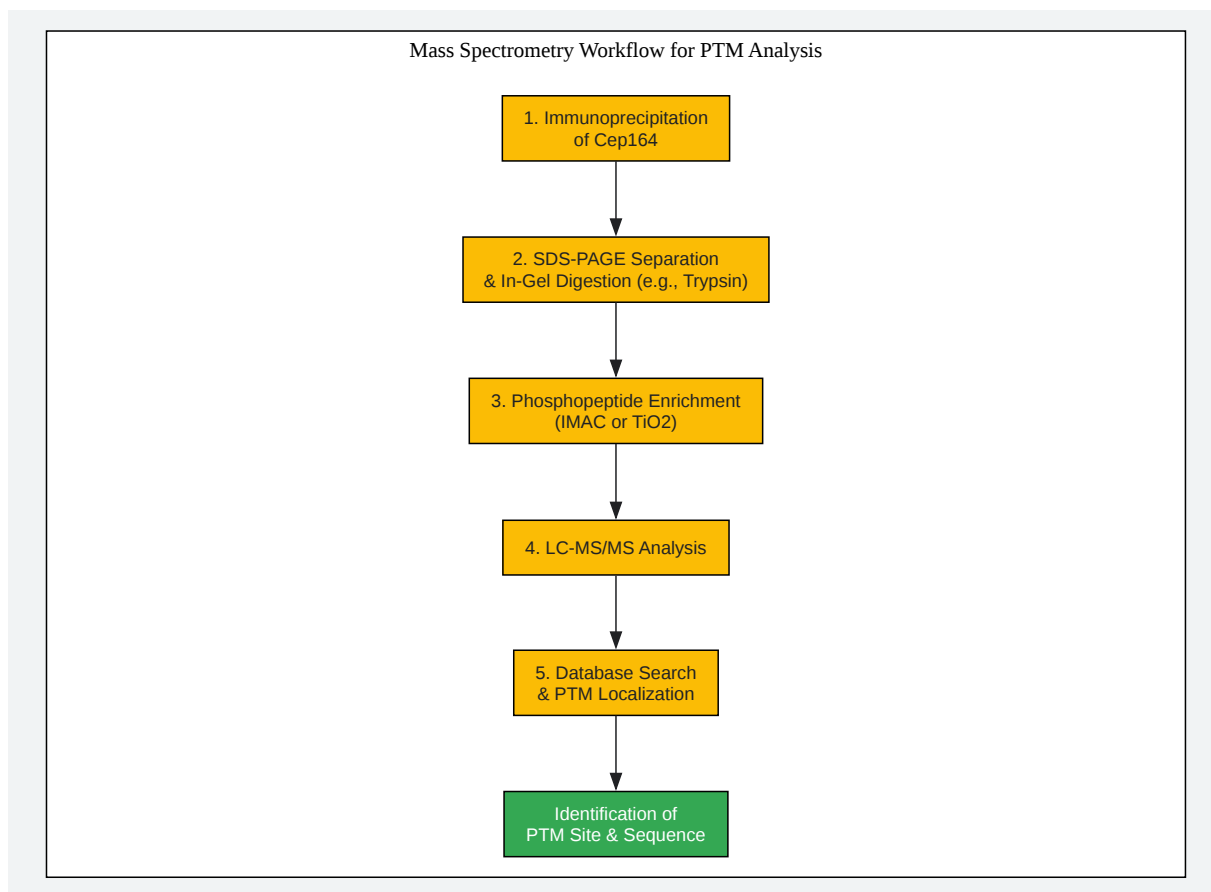 Mass Spectrometry Workflow for PTM Analysis
1. Immunoprecipitation
of Cep164
2. SDS-PAGE Separation
& In-Gel Digestion (e.g., Trypsin)
3. Phosphopeptide Enrichment
(IMAC or TiO2)
4. LC-MS/MS Analysis
5. Database Search
& PTM Localization
Identification of
PTM Site & Sequence